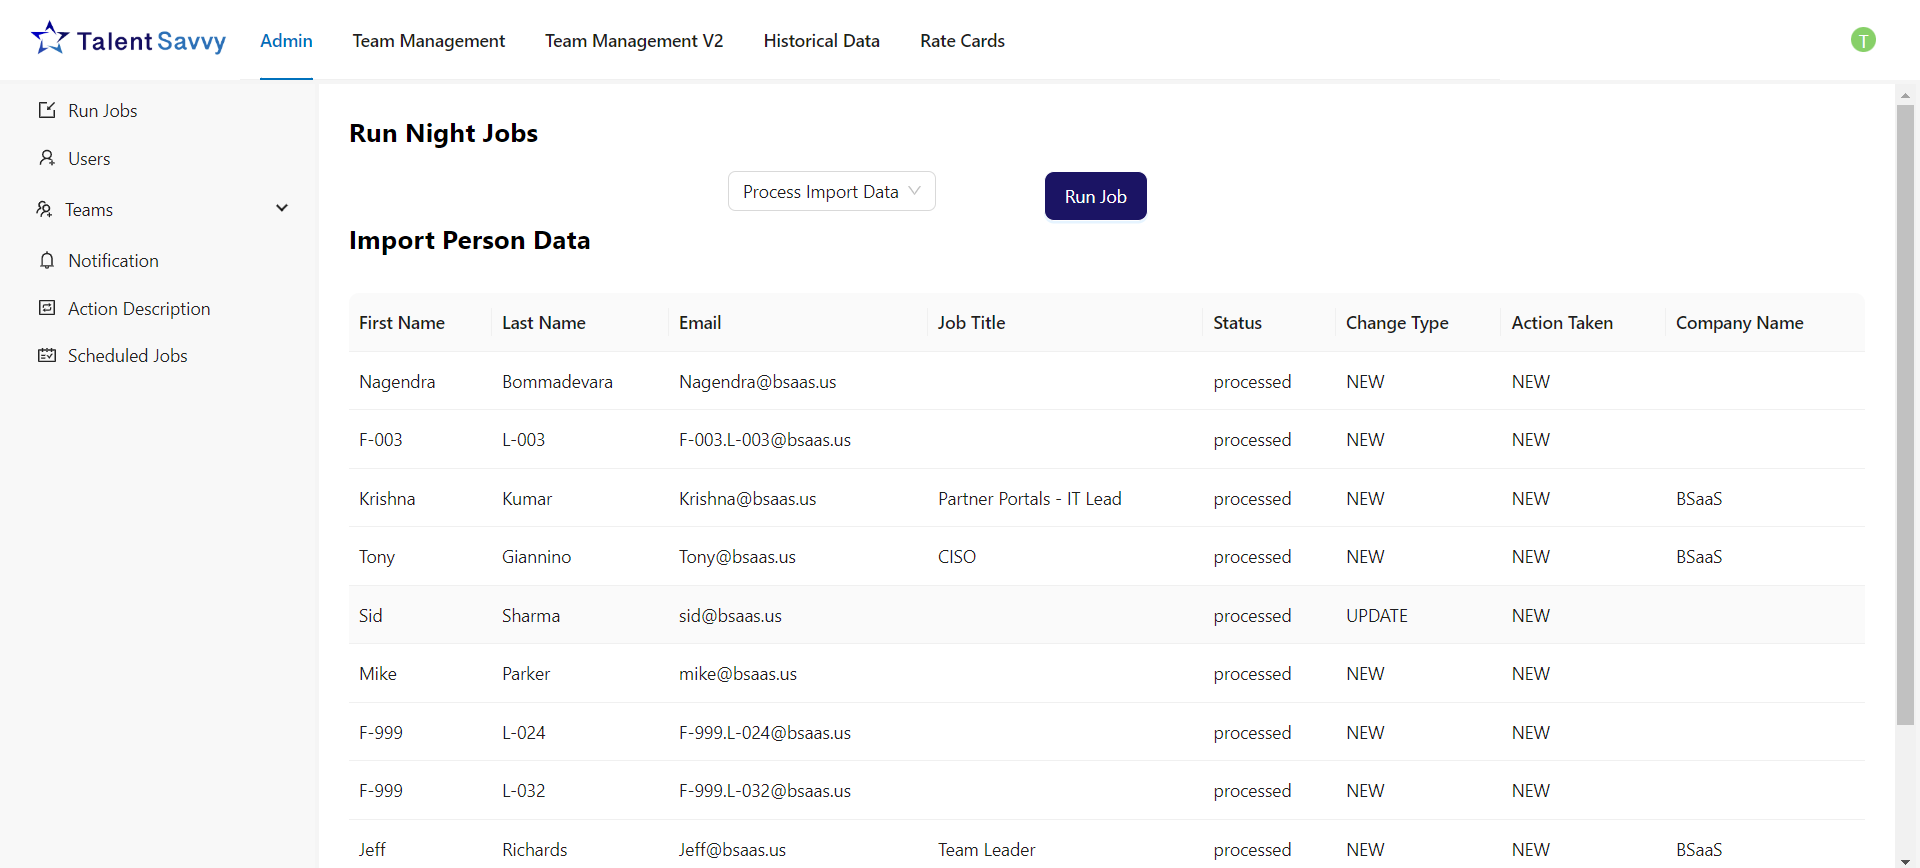 Talent Savvy Admin Team Management Team Management V2 Historical Data Rate Cards T
Run Jobs
Users
Teams
Notification
Action Description
Scheduled Jobs
Run Night Jobs
Process Import Data Run Job
Import Person Data
First Name Last Name Email Job Title Status Change Type Action Taken Company Name
Nagendra Bommadevara Nagendra@bsaas.us processed NEW NEW
F-003 L-003 F-003.L-003@bsaas.us processed NEW NEW
Krishna Kumar Krishna@bsaas.us Partner Portals - IT Lead processed NEW NEW BSaaS
Tony Giannino Tony@bsaas.us CISO processed NEW NEW BSaaS
Sid Sharma sid@bsaas.us processed UPDATE NEW
Mike Parker mike@bsaas.us processed NEW NEW
F-999 L-024 F-999.L-024@bsaas.us processed NEW NEW
F-999 L-032 F-999.L-032@bsaas.us processed NEW NEW
Jeff Richards Jeff@bsaas.us Team Leader processed NEW NEW BSaaS